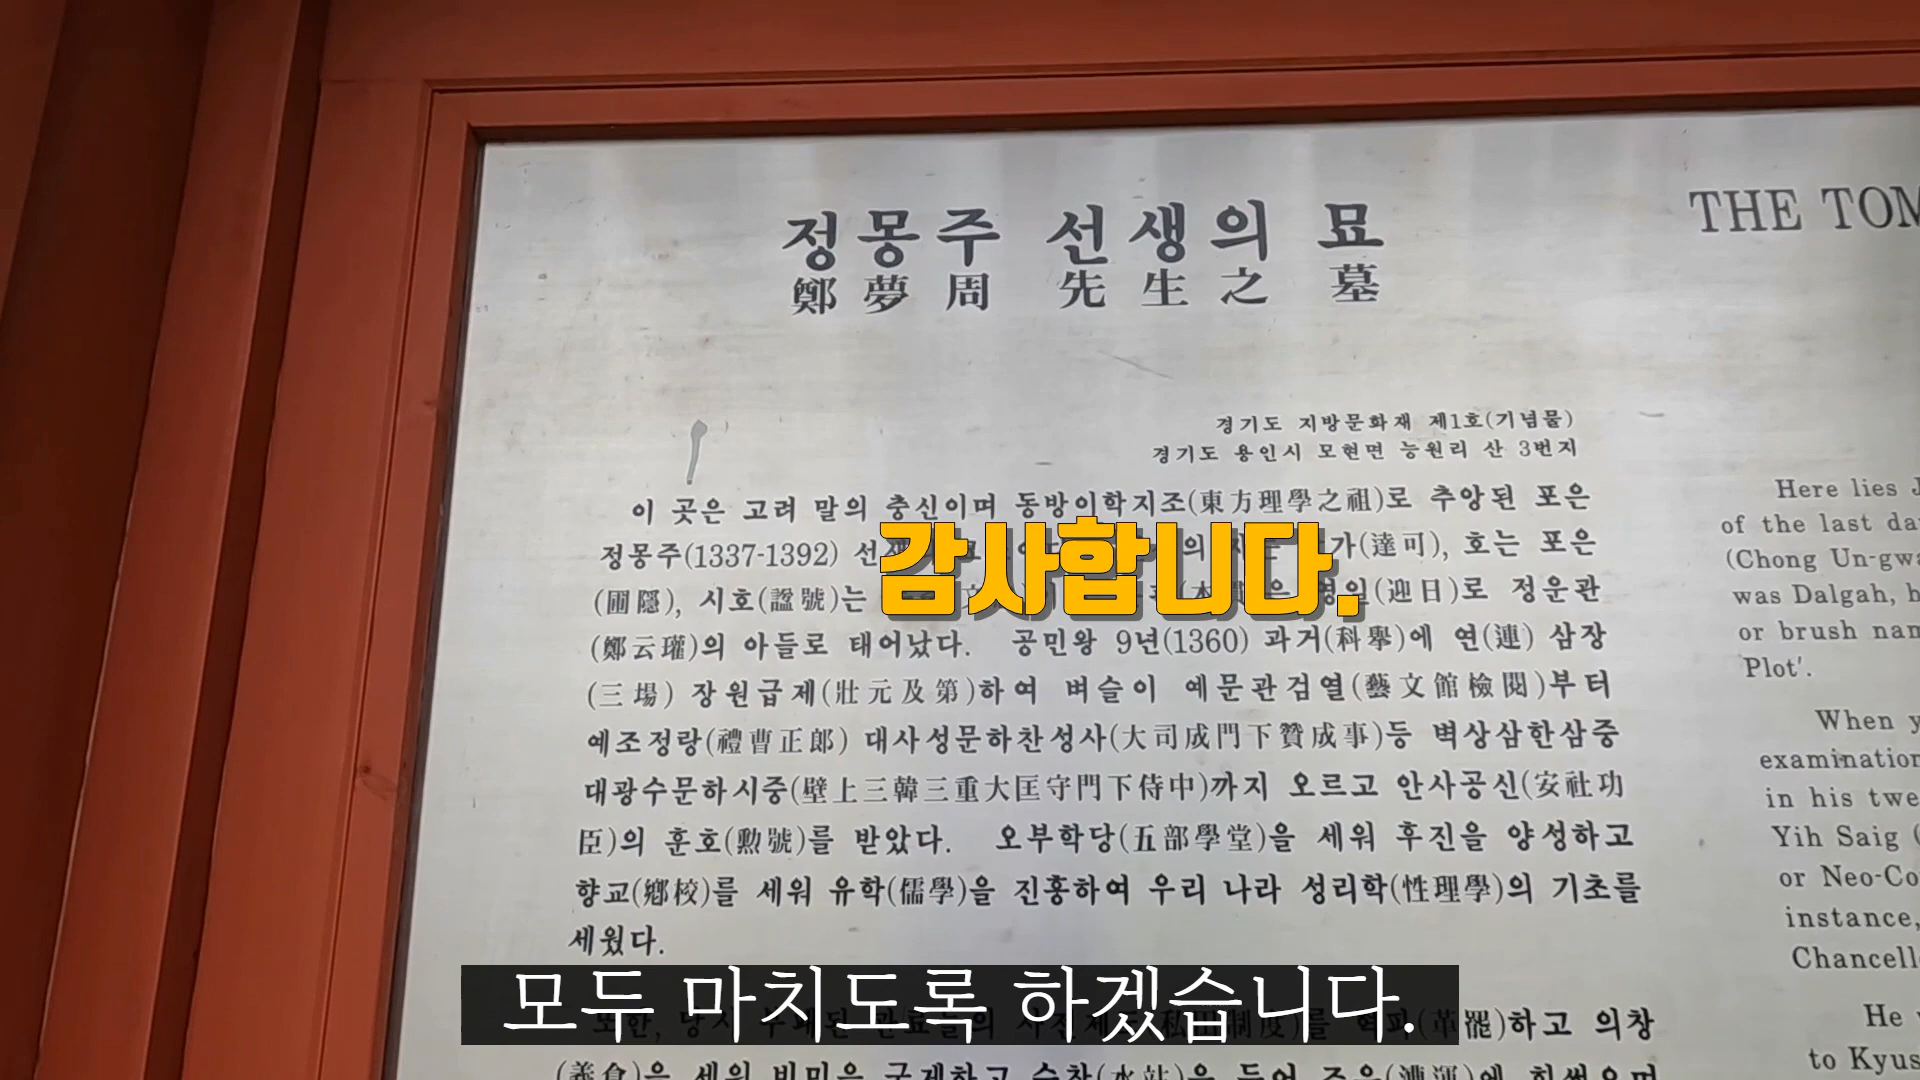 정몽주 선생의 묘
鄭夢周 先生之 墓
경기도 지방문화재 제1호(기념물)
경기도 용인시 모현면 능원리 산 3번지
이 곳은 고려 말의 충신이며 동방이학지조(東方理學之祖)로 추앙된 포은
정몽주(1337-1392) 가(達可), 호는 포은
(圃隱), 시호(諡號)는 영일(迎日)로 정운관
(鄭云瓘)의 아들로 태어났다. 공민왕 9년(1360) 과거(科擧)에 연(連) 삼장
(三場) 장원급제(壯元及第)하여 벼슬이 예문관검열(藝文館檢閱)부터
예조정랑(禮曹正郎) 대사성문하찬성사(大司成門下贊成事)등 벽상삼한삼중
대광수문하시중(壁上三韓三重大匡守門下侍中)까지 오르고 안사공신(安社功
臣)의 훈호(勳號)를 받았다. 오부학당(五部學堂)을 세워 후진을 양성하고
향교(鄕校)를 세워 유학(儒學)을 진흥하여 우리 나라 성리학(性理學)의 기초를
세웠다.
(革罷)하고 의창
감사합니다.
모두 마치도록 하겠습니다.
THE TOM
Here lies
of the last da
(Chong Un-gwa
was Dalgah, h
or brush nam
Plot'.
When y
examination
in his twe
Yih Saig (
or Neo-Co
instance,
Chancell
He
to Kyus